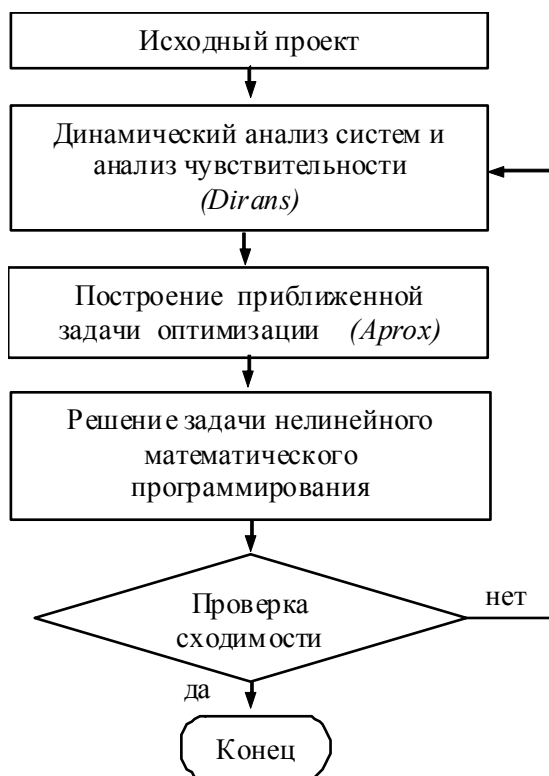 Исходный проект
Динамический анализ систем и
анализ чувствительности
(Dirans)
Построение приближенной
задачи оптимизации (Aprox)
Решение задачи нелинейного
математического
программирования
Проверка
сходимости
нет
да
Конец